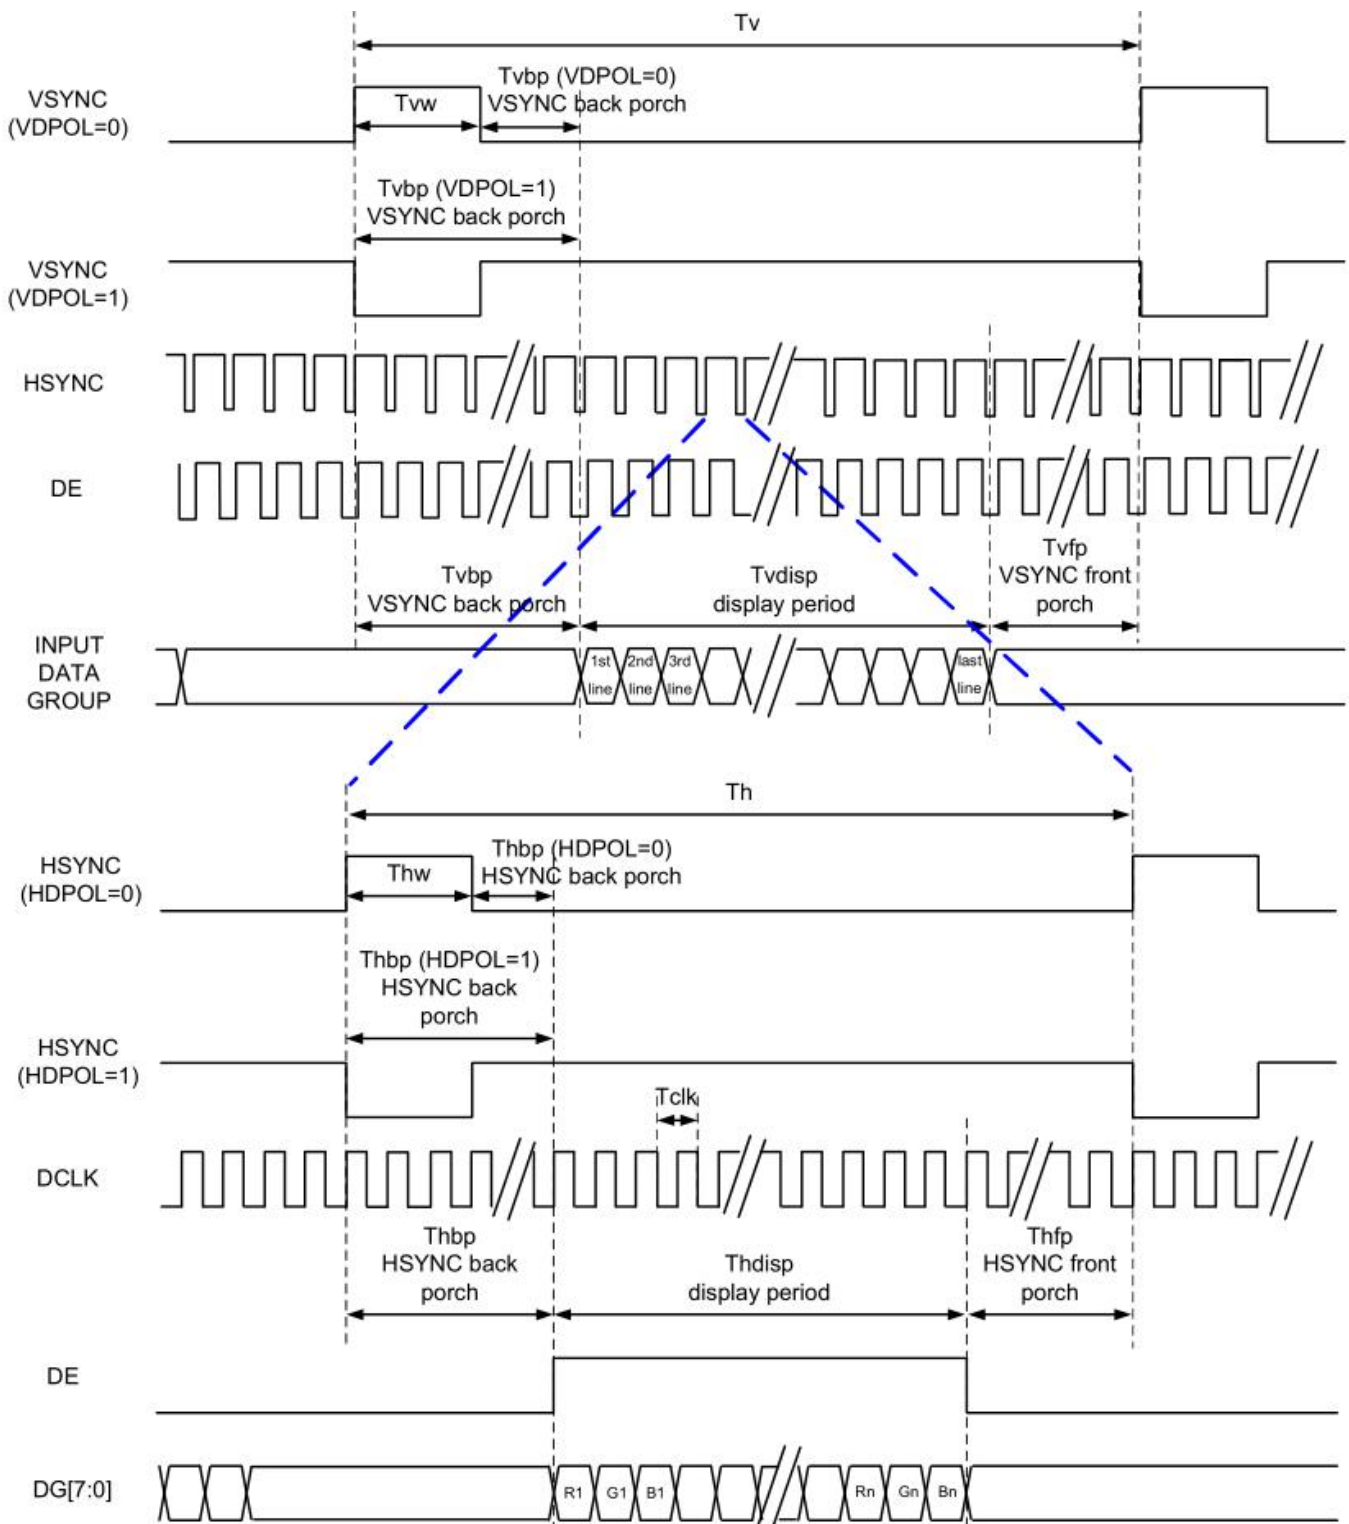 Tv
Tvbp (VDPOL=0)
VSYNC back porch
VSYNC
(VDPOL=0)
Tvw
Tvbp (VDPOL=1)
VSYNC back porch
VSYNC
(VDPOL=1)
HSYNC
DE
Tvbp
VSYNC back porch
Tvdisp
display period
Tvfp
VSYNC front
porch
INPUT
DATA
GROUP
1st
line
2nd
line
3rd
line
last
line
Th
HSYNC
(HDPOL=0)
Thw
Thbp (HDPOL=0)
HSYNC back porch
Thbp (HDPOL=1)
HSYNC back
porch
HSYNC
(HDPOL=1)
Tclk
DCLK
Thbp
HSYNC back
porch
Thdisp
display period
Thfp
HSYNC front
porch
DE
DG[7:0]
R1
G1
B1
Rn
Gn
Bn